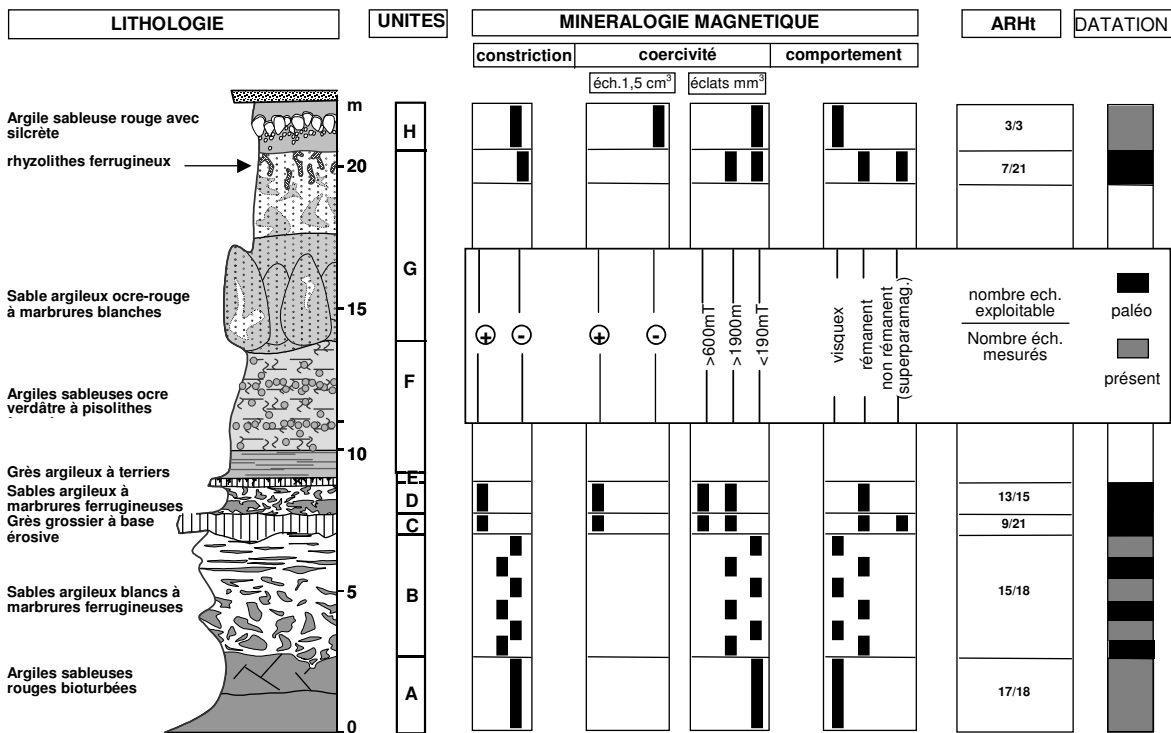 LITHOLOGIE
UNITES
MINERALOGIE MAGNETIQUE
ARHt
DATATION
constriction
coercivité
comportement
éch.1,5 cm³
éclats mm³
m
Argile sableuse rouge avec
silcrète
H
3/3
rhyzolithes ferrugineux
20
7/21
G
Sable argileux ocre-rouge
à marbrures blanches
15
+
-
+
-
>600mT
>1900m
<190mT
visquex
rémanent
non rémanent
(superparamag.)
nombre ech.
exploitable
Nombre éch.
mesurés
paléo
présent
F
Argiles sableuses ocre
verdâtre à pisolithes
10
Grès argileux à terriers
E
Sables argileux à
marbrures ferrugineuses
D
13/15
Grès grossier à base
érosive
C
9/21
Sables argileux blancs à
marbrures ferrugineuses
5
B
15/18
Argiles sableuses
rouges bioturbées
A
17/18
0